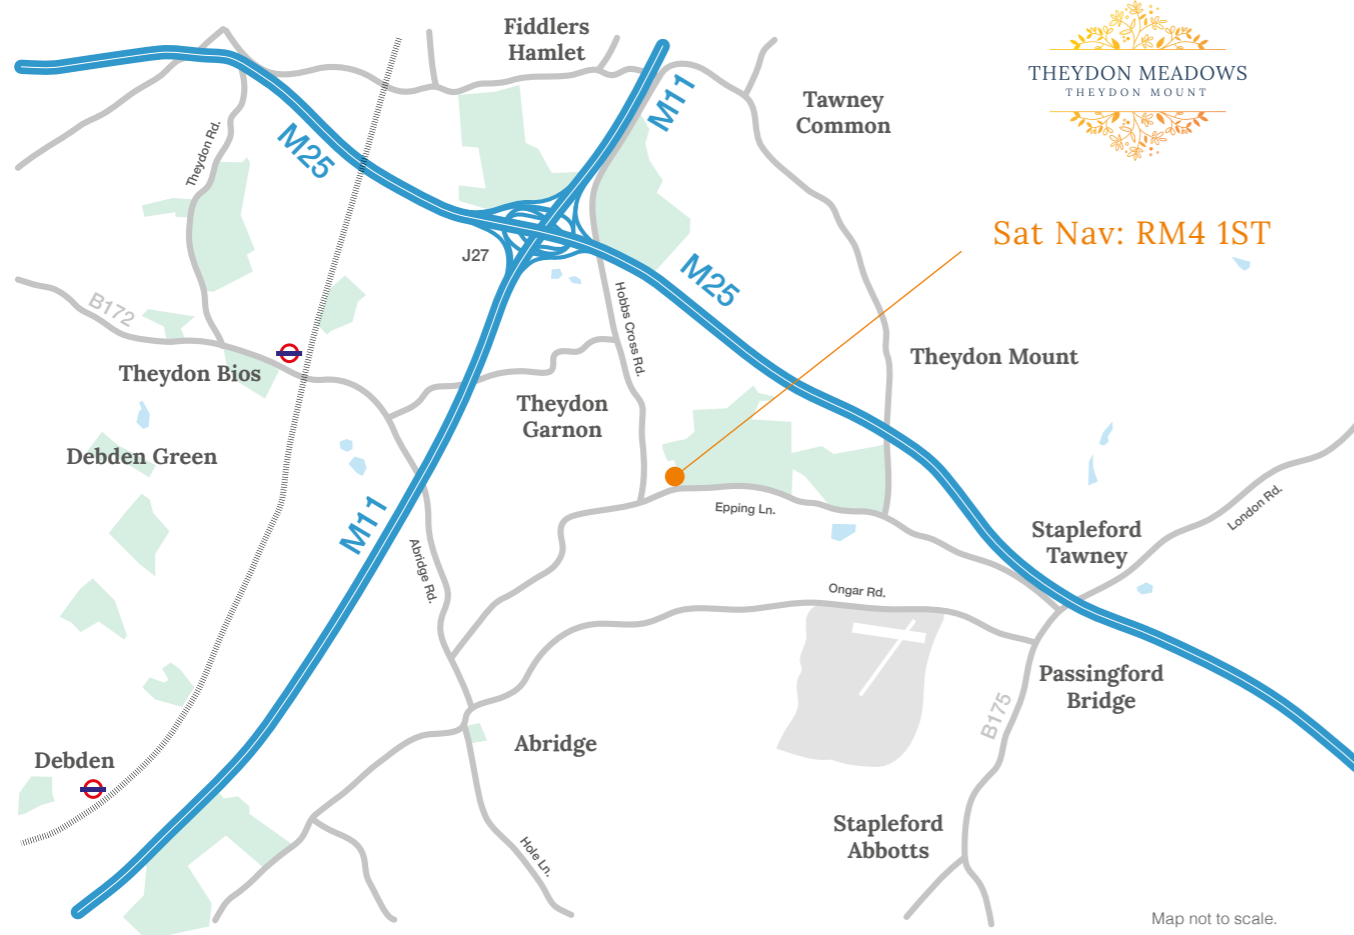 Fiddlers
Hamlet
THEYDON MEADOWS
THEYDON MOUNT
M11
Tawney
Common
M25
Theydon Rd.
Sat Nav: RM4 1ST
J27
M25
B172
Hobbs Cross Rd.
Theydon Mount
Theydon Bios
Theydon
Garnon
Debden Green
M11
Epping Ln.
London Rd.
Stapleford
Tawney
Abridge Rd.
Ongar Rd.
Passingford
Bridge
B175
Abridge
Debden
Stapleford
Abbotts
Hole Ln.
Map not to scale.